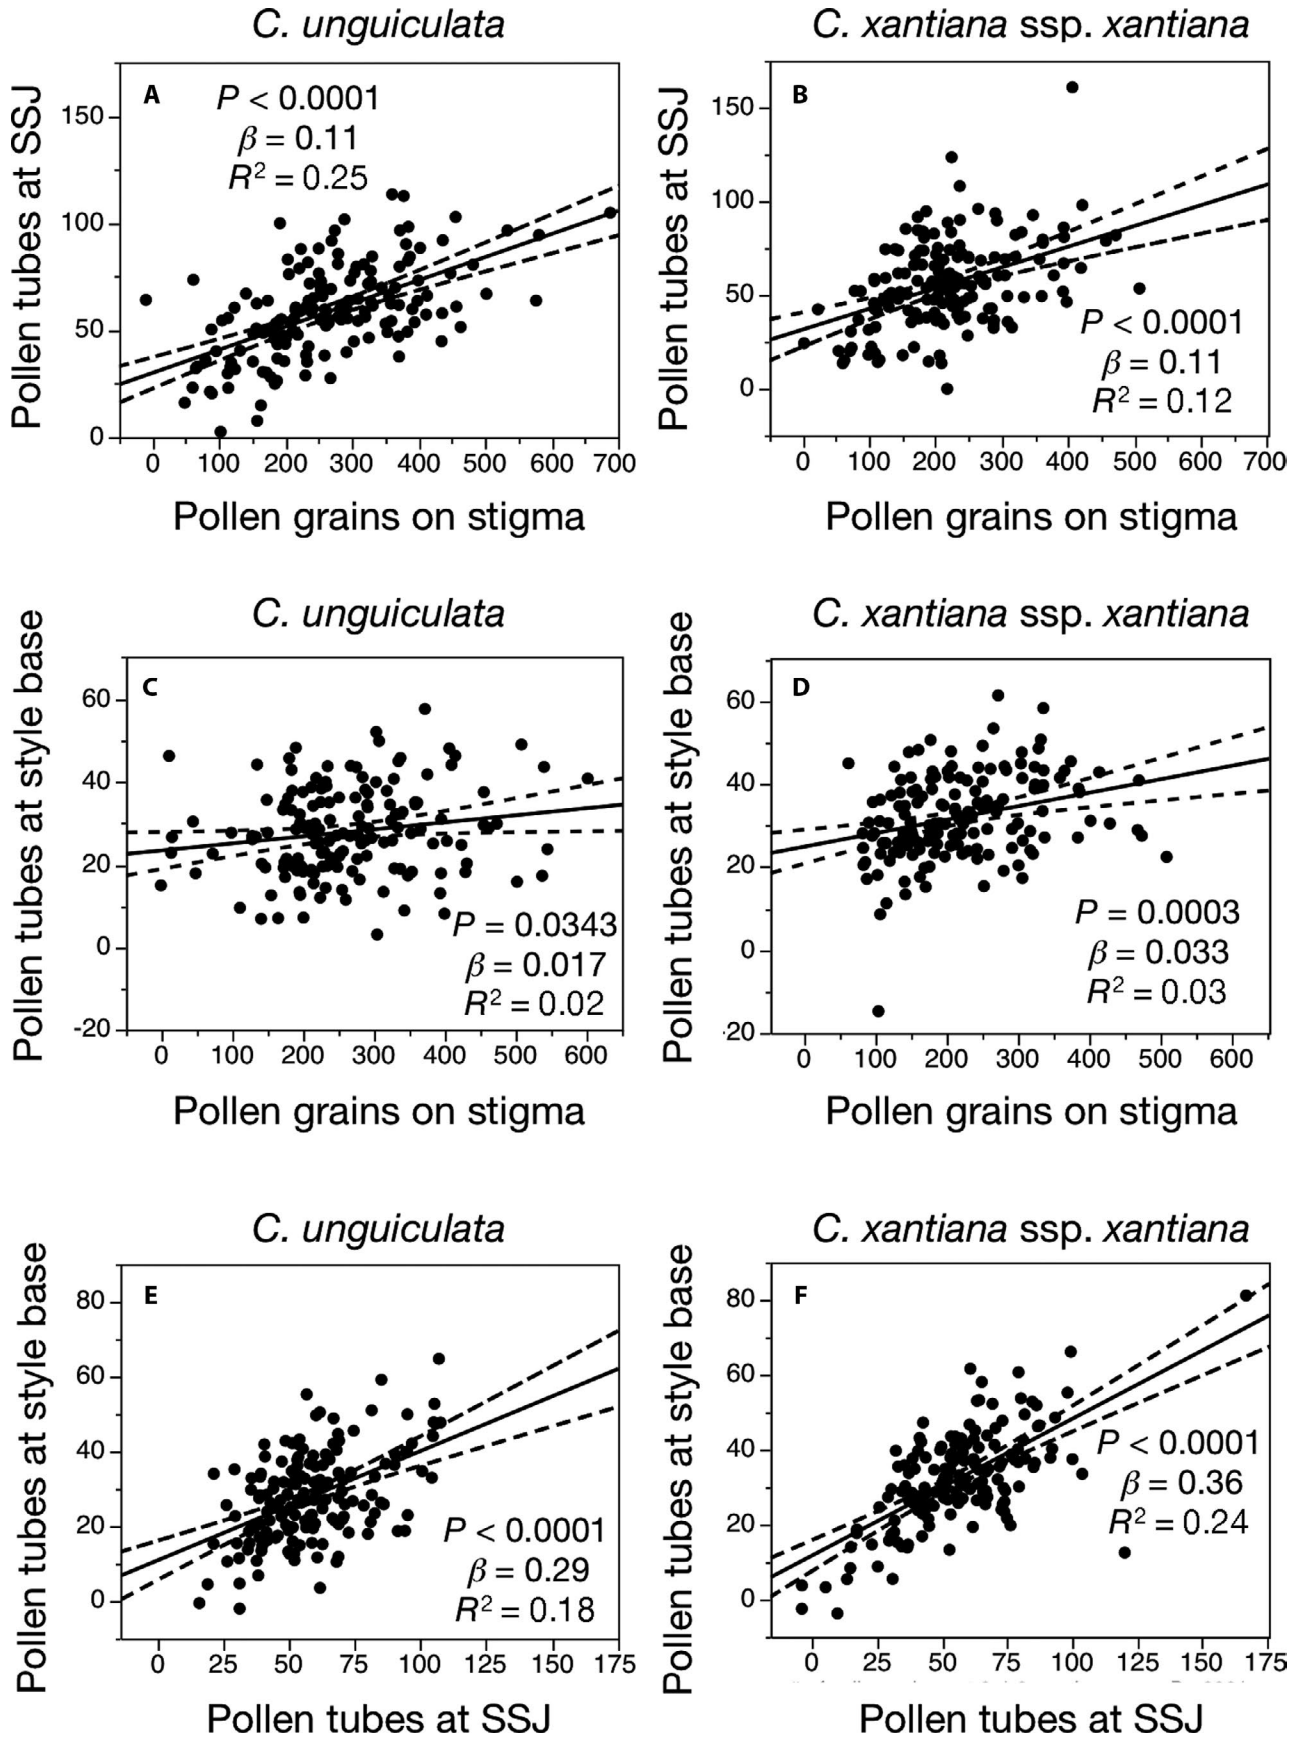 C. unguiculata
C. xantiana ssp. xantiana
A
P < 0.0001
β = 0.11
R² = 0.25
Pollen tubes at SSJ
150
100
50
0
0 100 200 300 400 500 600 700
Pollen grains on stigma
B
P < 0.0001
β = 0.11
R² = 0.12
Pollen tubes at SSJ
150
100
50
0
0 100 200 300 400 500 600 700
Pollen grains on stigma
C. unguiculata
C. xantiana ssp. xantiana
C
P = 0.0343
β = 0.017
R² = 0.02
Pollen tubes at style base
60
40
20
0
-20
0 100 200 300 400 500 600
Pollen grains on stigma
D
P = 0.0003
β = 0.033
R² = 0.03
Pollen tubes at style base
60
40
20
0
-20
0 100 200 300 400 500 600
Pollen grains on stigma
C. unguiculata
C. xantiana ssp. xantiana
E
P < 0.0001
β = 0.29
R² = 0.18
Pollen tubes at style base
80
60
40
20
0
0 25 50 75 100 125 150 175
Pollen tubes at SSJ
F
P < 0.0001
β = 0.36
R² = 0.24
Pollen tubes at style base
80
60
40
20
0
0 25 50 75 100 125 150 175
Pollen tubes at SSJ